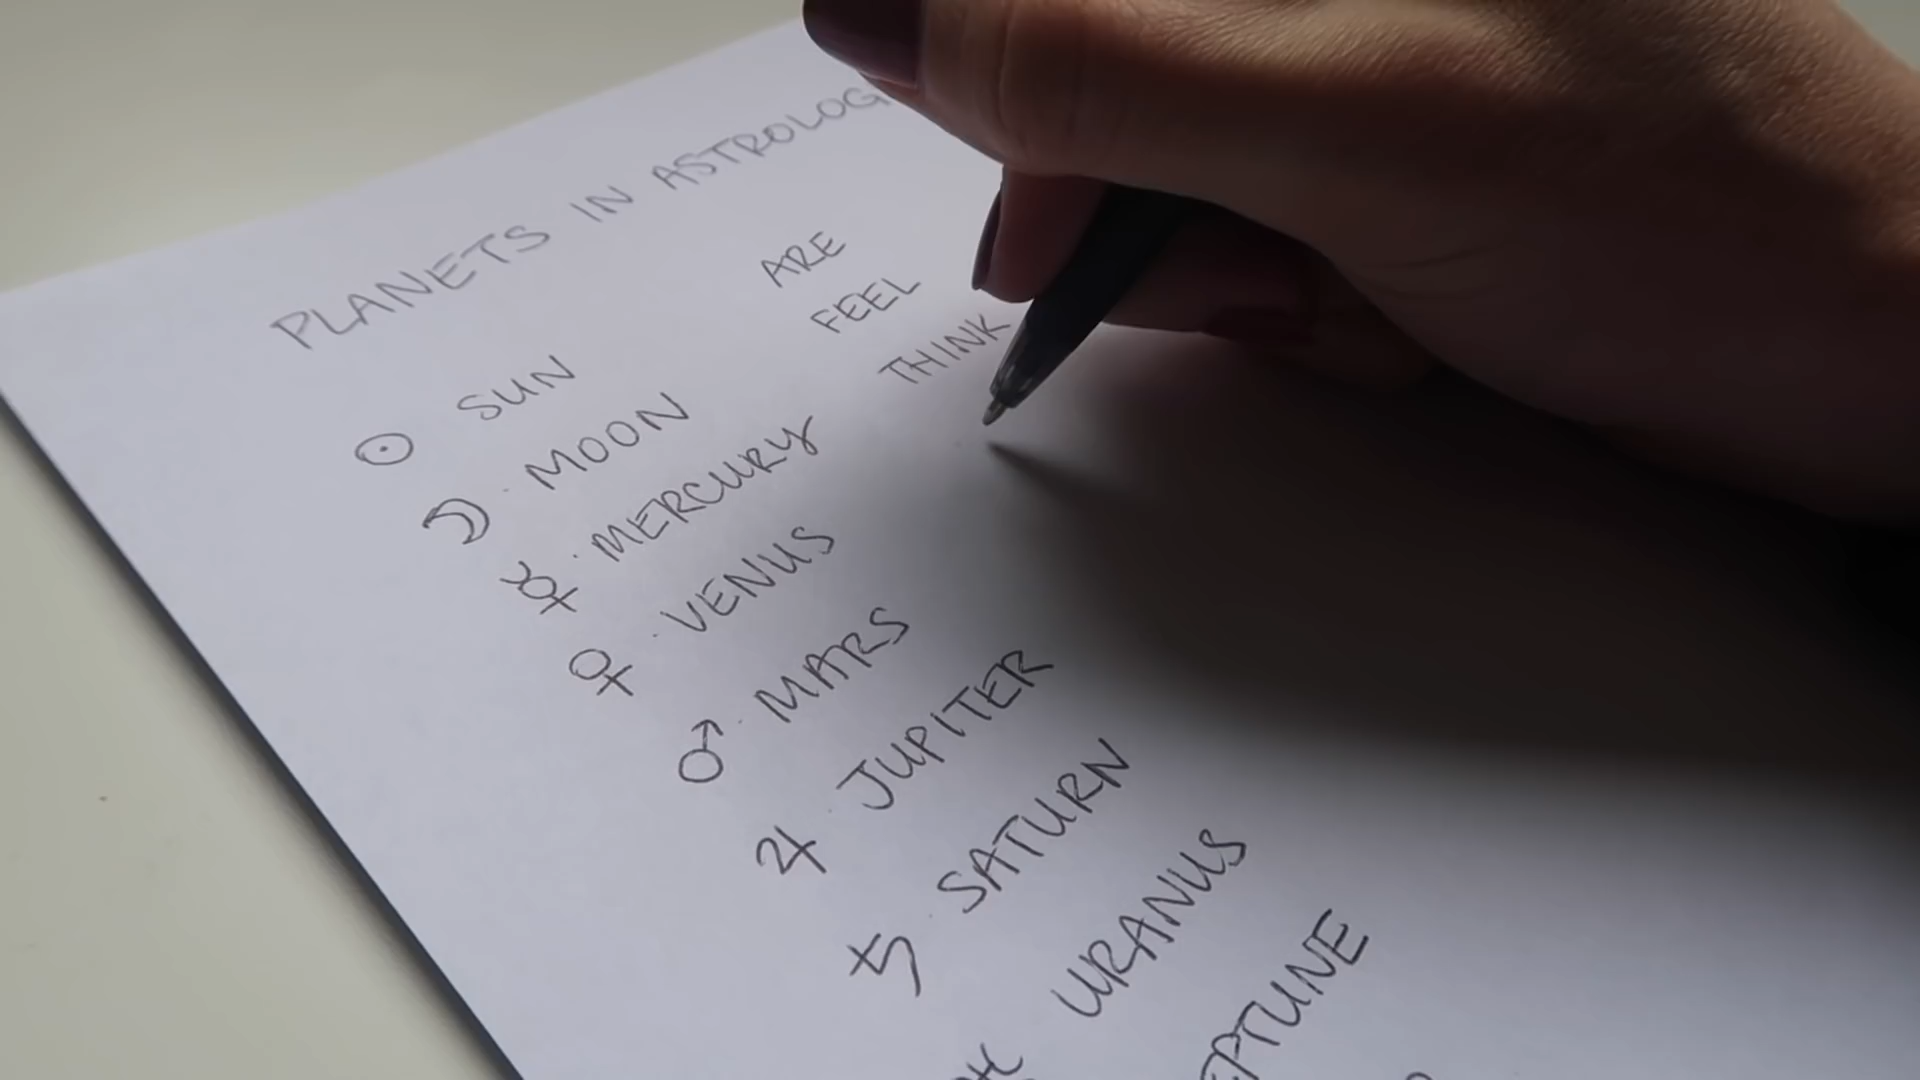 PLANETS IN ASTROLOG
☉ SUN ARE
☽ · MOON FEEL
☿ · MERCURY THINK
♀ · VENUS
♂ · MARS
♃ · JUPITER
♄ · SATURN
URANUS
EPTUNE